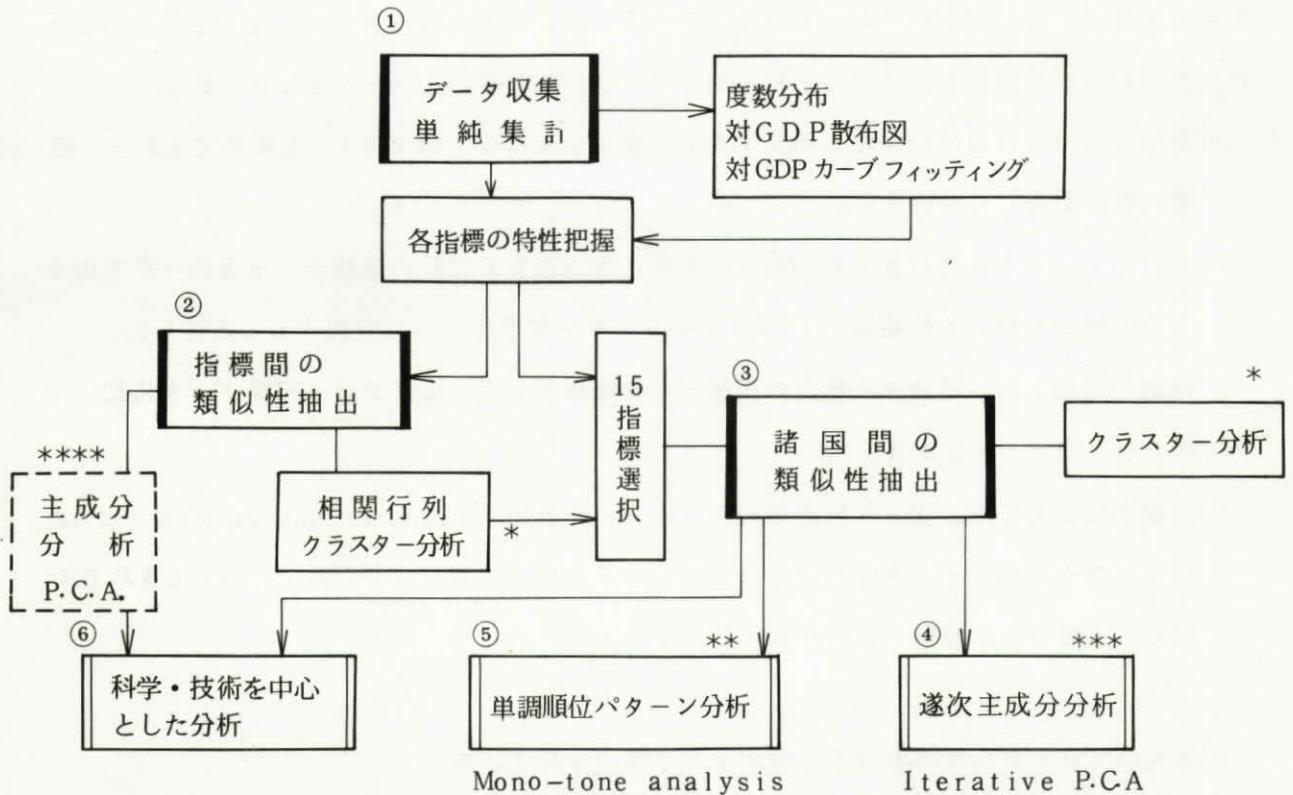 ①
データ収集
単純集計
度数分布
対GDP散布図
対GDPカーブフィッティング
各指標の特性把握
②
指標間の
類似性抽出
15指標選択
③
諸国間の
類似性抽出
*
クラスター分析
****
主成分
分析
P.C.A.
相関行列
クラスター分析
*
⑥
科学・技術を中心
とした分析
⑤
**
単調順位パターン分析
Mono-tone analysis
④
***
遂次主成分分析
Iterative P.C.A